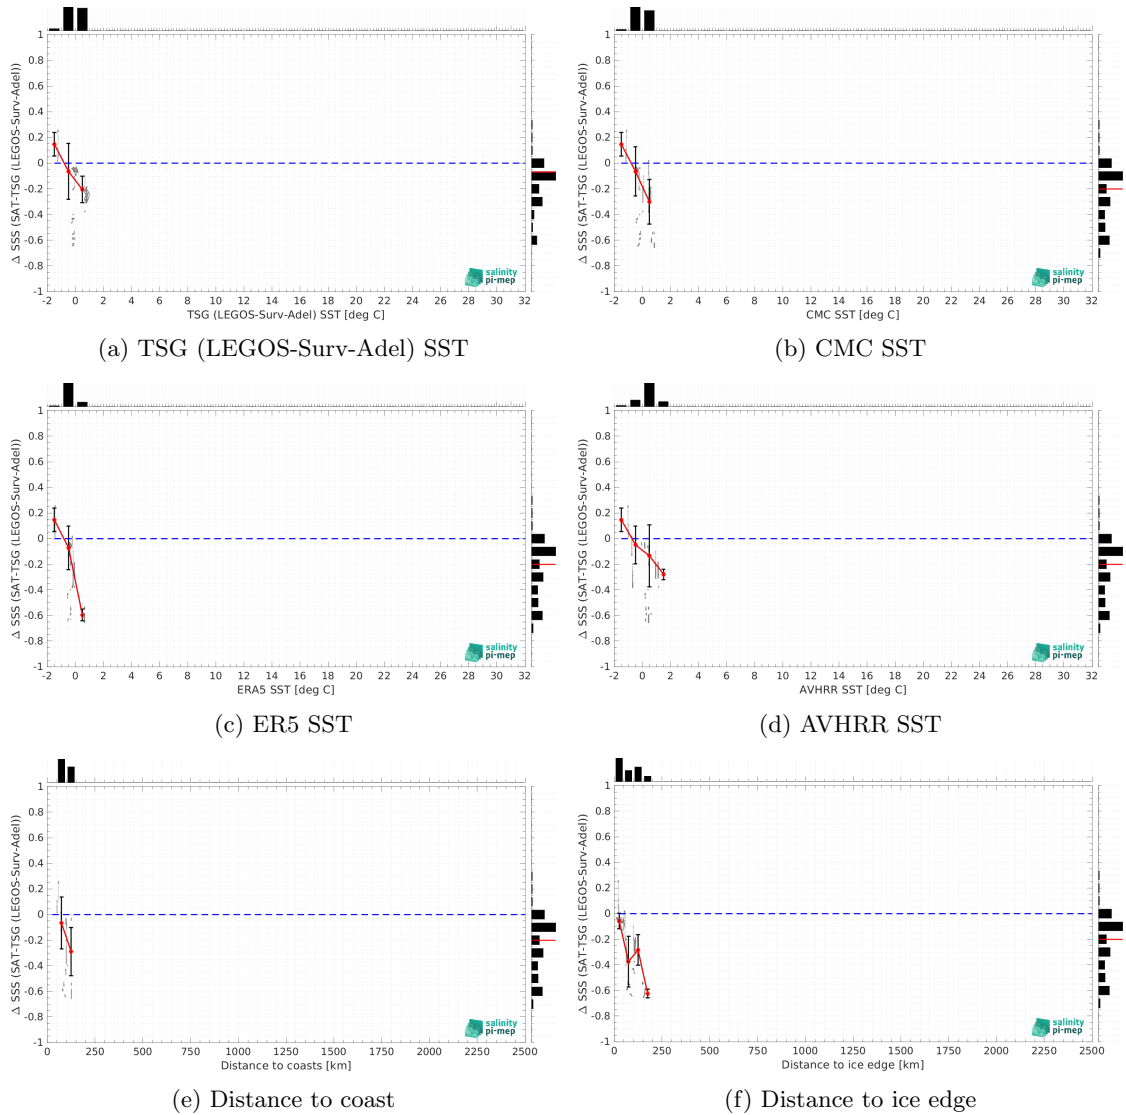 1
0.8
0.6
0.4
0.2
0
-0.2
-0.4
-0.6
-0.8
-1
Δ SSS (SAT-TSG (LEGOS-Surv-Adel))
salinity
pi-mep
-2 0 2 4 6 8 10 12 14 16 18 20 22 24 26 28 30 32
TSG (LEGOS-Surv-Adel) SST [deg C]
(a) TSG (LEGOS-Surv-Adel) SST
1
0.8
0.6
0.4
0.2
0
-0.2
-0.4
-0.6
-0.8
-1
Δ SSS (SAT-TSG (LEGOS-Surv-Adel))
salinity
pi-mep
-2 0 2 4 6 8 10 12 14 16 18 20 22 24 26 28 30 32
CMC SST [deg C]
(b) CMC SST
1
0.8
0.6
0.4
0.2
0
-0.2
-0.4
-0.6
-0.8
-1
Δ SSS (SAT-TSG (LEGOS-Surv-Adel))
salinity
pi-mep
-2 0 2 4 6 8 10 12 14 16 18 20 22 24 26 28 30 32
ERA5 SST [deg C]
(c) ER5 SST
1
0.8
0.6
0.4
0.2
0
-0.2
-0.4
-0.6
-0.8
-1
Δ SSS (SAT-TSG (LEGOS-Surv-Adel))
salinity
pi-mep
-2 0 2 4 6 8 10 12 14 16 18 20 22 24 26 28 30 32
AVHRR SST [deg C]
(d) AVHRR SST
1
0.8
0.6
0.4
0.2
0
-0.2
-0.4
-0.6
-0.8
-1
Δ SSS (SAT-TSG (LEGOS-Surv-Adel))
salinity
pi-mep
0 250 500 750 1000 1250 1500 1750 2000 2250 2500
Distance to coasts [km]
(e) Distance to coast
1
0.8
0.6
0.4
0.2
0
-0.2
-0.4
-0.6
-0.8
-1
Δ SSS (SAT-TSG (LEGOS-Surv-Adel))
salinity
pi-mep
0 250 500 750 1000 1250 1500 1750 2000 2250 2500
Distance to ice edge [km]
(f) Distance to ice edge